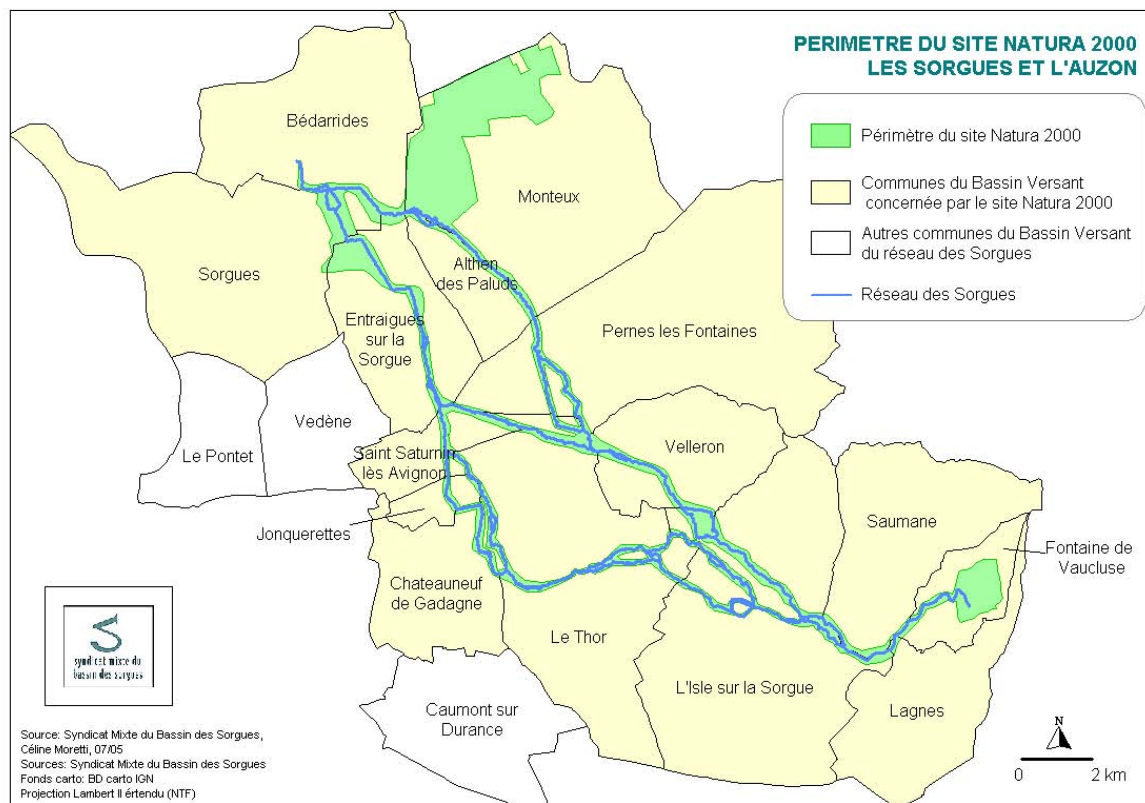 PERIMETRE DU SITE NATURA 2000
LES SORGUES ET L'AUZON
Périmètre du site Natura 2000
Communes du Bassin Versant
concernée par le site Natura 2000
Autres communes du Bassin Versant
du réseau des Sorgues
Réseau des Sorgues
Bédarrides
Monteux
Sorgues
Althen
des Paluds
Entraigues
sur la
Sorgue
Pernes les Fontaines
Vedène
Le Pontet
Velleron
Saint Saturnin
lès Avignon
Saumane
Jonquerettes
Fontaine de
Vaucluse
Chateauneuf
de Gadagne
Le Thor
L'Isle sur la Sorgue
Lagnes
Caumont sur
Durance
syndicat mixte du
bassin des sorgues
Source: Syndicat Mixte du Bassin des Sorgues,
Céline Moretti, 07/05
Sources: Syndicat Mixte du Bassin des Sorgues
Fonds carto: BD carto IGN
Projection Lambert II értendu (NTF)
N
0 2 km